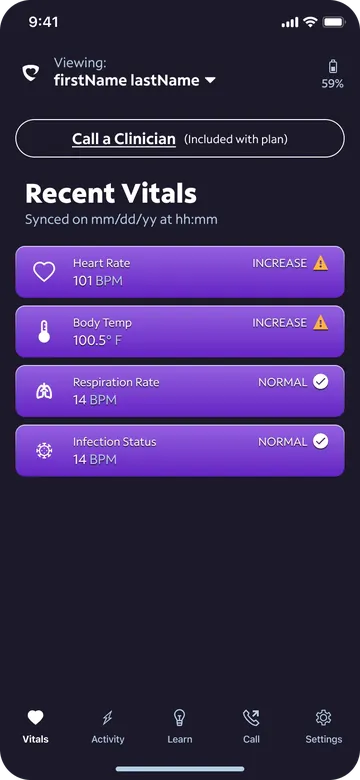 9:41
Viewing:
firstName lastName
59%
Call a Clinician (Included with plan)
Recent Vitals
Synced on mm/dd/yy at hh:mm
Heart Rate
INCREASE
101 BPM
Body Temp
INCREASE
100.5° F
Respiration Rate
NORMAL
14 BPM
Infection Status
NORMAL
14 BPM
Vitals Activity Learn Call Settings